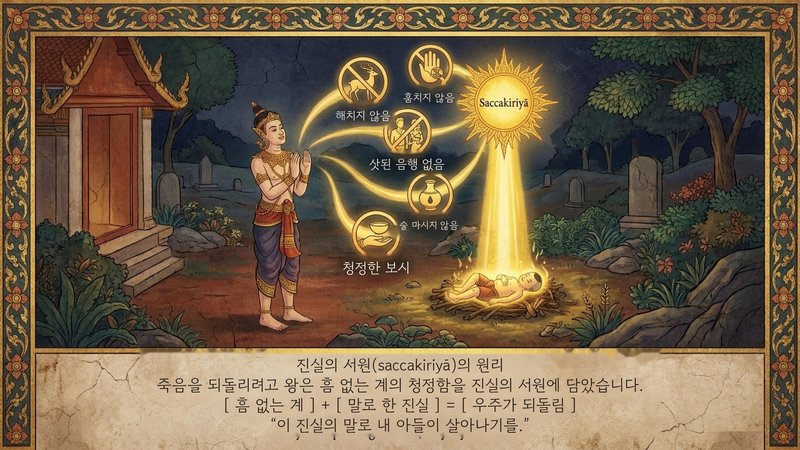 해치지 않음
훔치지 않음
Saccakiriyā
삿된 음행 없음
술 마시지 않음
청정한 보시
진실의 서원(saccakiriyā)의 원리
죽음을 되돌리려고 왕은 흠 없는 계의 청정함을 진실의 서원에 담았습니다.
[ 흠 없는 계 ] + [ 말로 한 진실 ] = [ 우주가 되돌림 ]
“이 진실의 말로 내 아들이 살아나기를.”